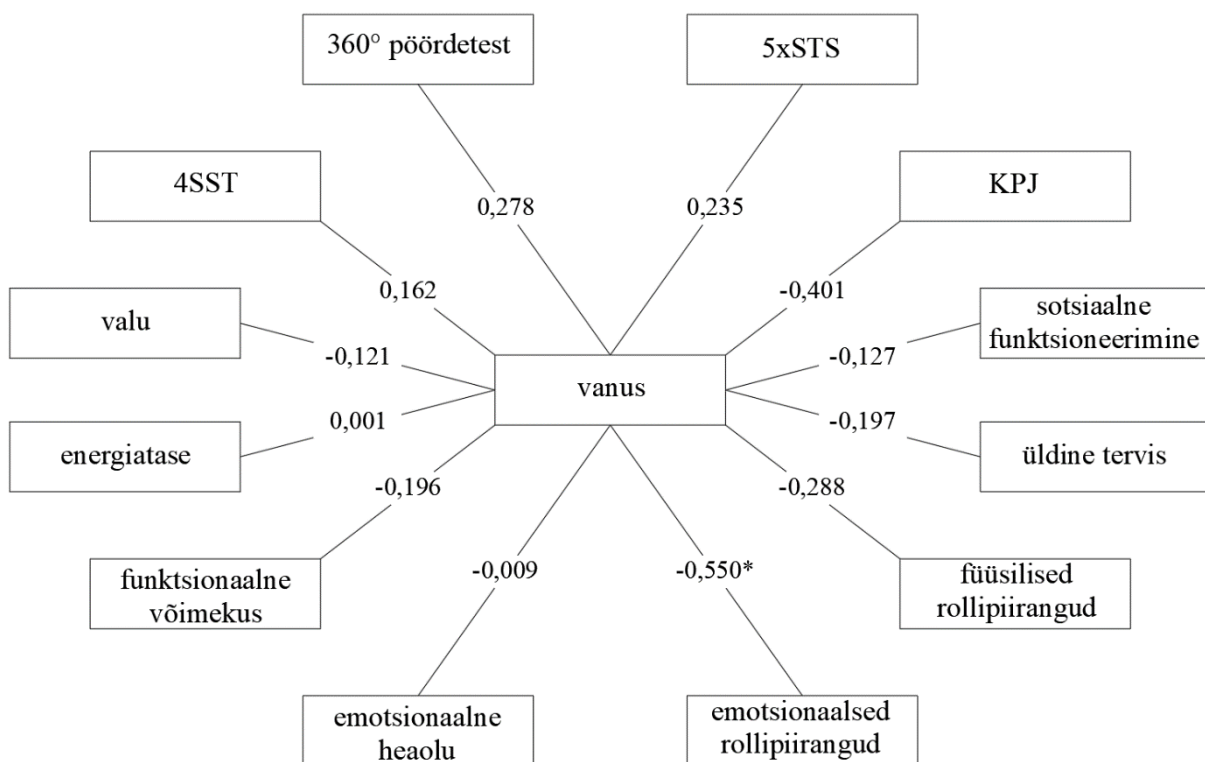 360° pöördetest
5xSTS
4SST
KPJ
0,278
0,235
0,162
-0,401
valu
sotsiaalne
funktsioneerimine
-0,121
-0,127
vanus
0,001
-0,197
energiatase
üldine tervis
-0,196
-0,288
funktsionaalne
võimekus
-0,009
-0,550*
füüsilised
rollipiirangud
emotsionaalne
heaolu
emotsionaalsed
rollipiirangud